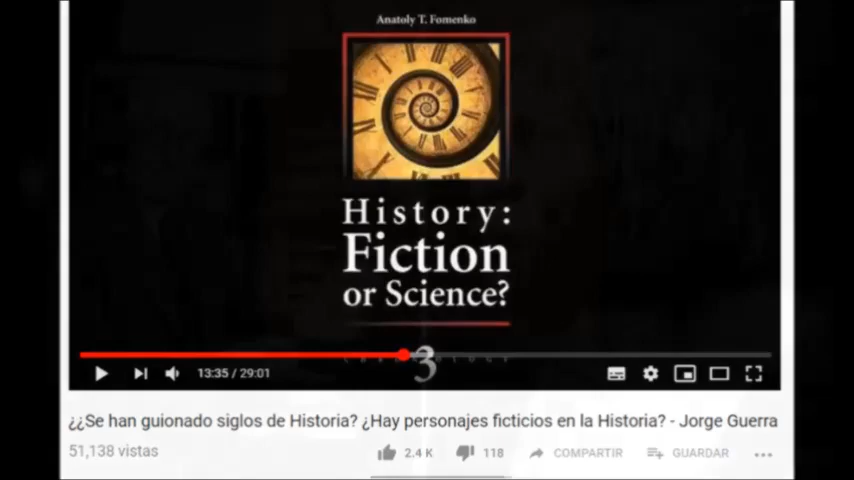 Anatoly T. Fomenko
History:
Fiction
or Science?
3
13:35 / 29:01
¿¿Se han guionado siglos de Historia? ¿Hay personajes ficticios en la Historia? - Jorge Guerra
51,138 vistas
2.4 K
118
COMPARTIR
GUARDAR